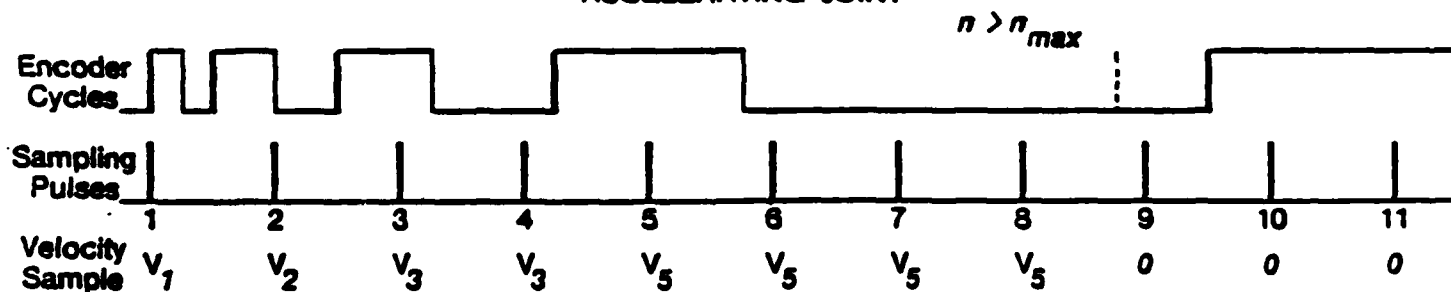 n > n max
Encoder
Cycles
Sampling
Pulses
1 2 3 4 5 6 7 8 9 10 11
Velocity
Sample
V1 V2 V3 V3 V5 V5 V5 V5 0 0 0